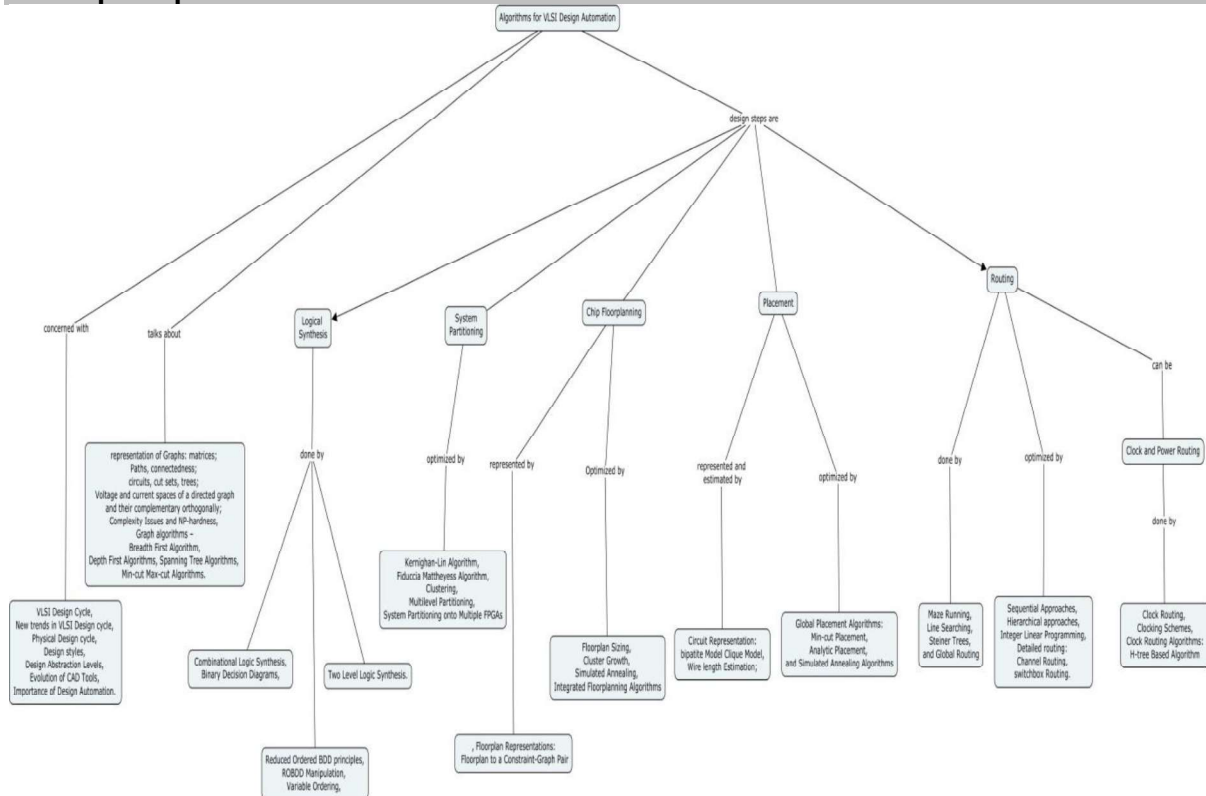 Algorithms for VLSI Design Automation
design steps are
concerned with
talks about
Logical
Synthesis
System
Partitioning
Chip Floorplanning
Placement
Routing
can be
representation of Graphs: matrices;
Paths, connectedness;
circuits, cut sets, trees;
Voltage and current spaces of a directed graph
and their complementary orthogonally;
Complexity Issues and NP-hardness,
Graph algorithms –
Breadth First Algorithm,
Depth First Algorithms, Spanning Tree Algorithms,
Min-cut Max-cut Algorithms.
done by
optimized by
represented by
Optimized by
represented and
estimated by
optimized by
done by
optimized by
Clock and Power Routing
done by
VLSI Design Cycle,
New trends in VLSI Design cycle,
Physical Design cycle,
Design styles,
Design Abstraction Levels,
Evolution of CAD Tools,
Importance of Design Automation.
Combinational Logic Synthesis,
Binary Decision Diagrams,
Two Level Logic Synthesis.
Reduced Ordered BDD principles,
ROBDD Manipulation,
Variable Ordering,
Kernighan-Lin Algorithm,
Fiduccia Mattheyess Algorithm,
Clustering,
Multilevel Partitioning,
System Partitioning onto Multiple FPGAs
, Floorplan Representations:
Floorplan to a Constraint-Graph Pair
Floorplan Sizing,
Cluster Growth,
Simulated Annealing,
Integrated Floorplanning Algorithms
Circuit Representation:
bipatite Model Clique Model,
Wire length Estimation;
Global Placement Algorithms:
Min-cut Placement,
Analytic Placement,
and Simulated Annealing Algorithms
Maze Running,
Line Searching,
Steiner Trees,
and Global Routing
Sequential Approaches,
Hierarchical approaches,
Integer Linear Programming,
Detailed routing:
Channel Routing,
switchbox Routing.
Clock Routing,
Clocking Schemes,
Clock Routing Algorithms:
H-tree Based Algorithm